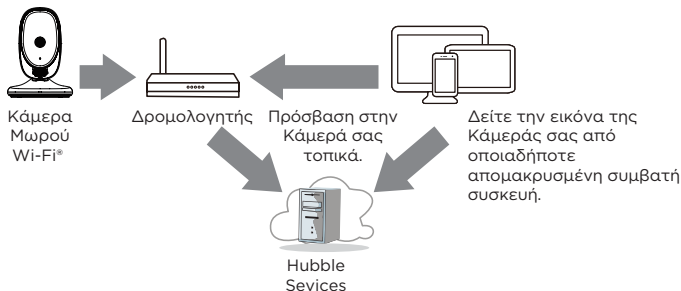 Κάμερα
Μωρού
Wi-Fi®
Δρομολογητής
Πρόσβαση στην
Κάμερά σας
τοπικά.
Δείτε την εικόνα της
Κάμεράς σας από
οποιαδήποτε
απομακρυσμένη συμβατή
συσκευή.
Hubble
Sevices